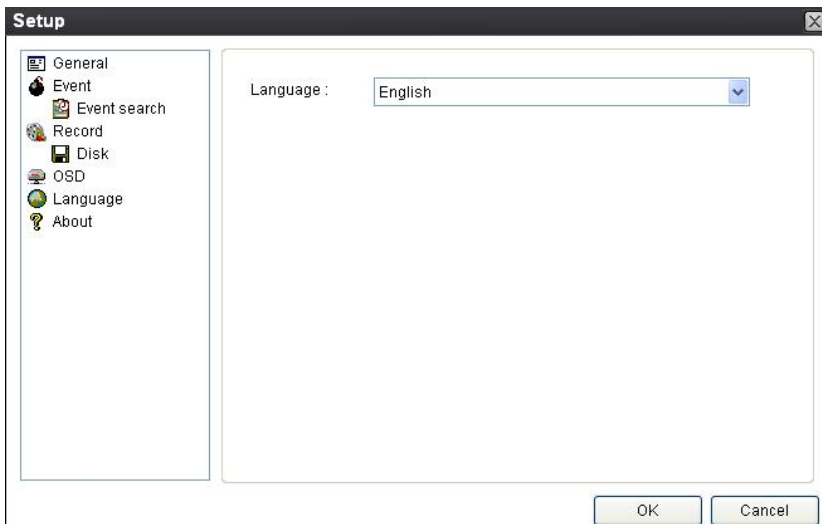 Setup
General
Event
Event search
Record
Disk
OSD
Language
About
Language :
English
OK
Cancel